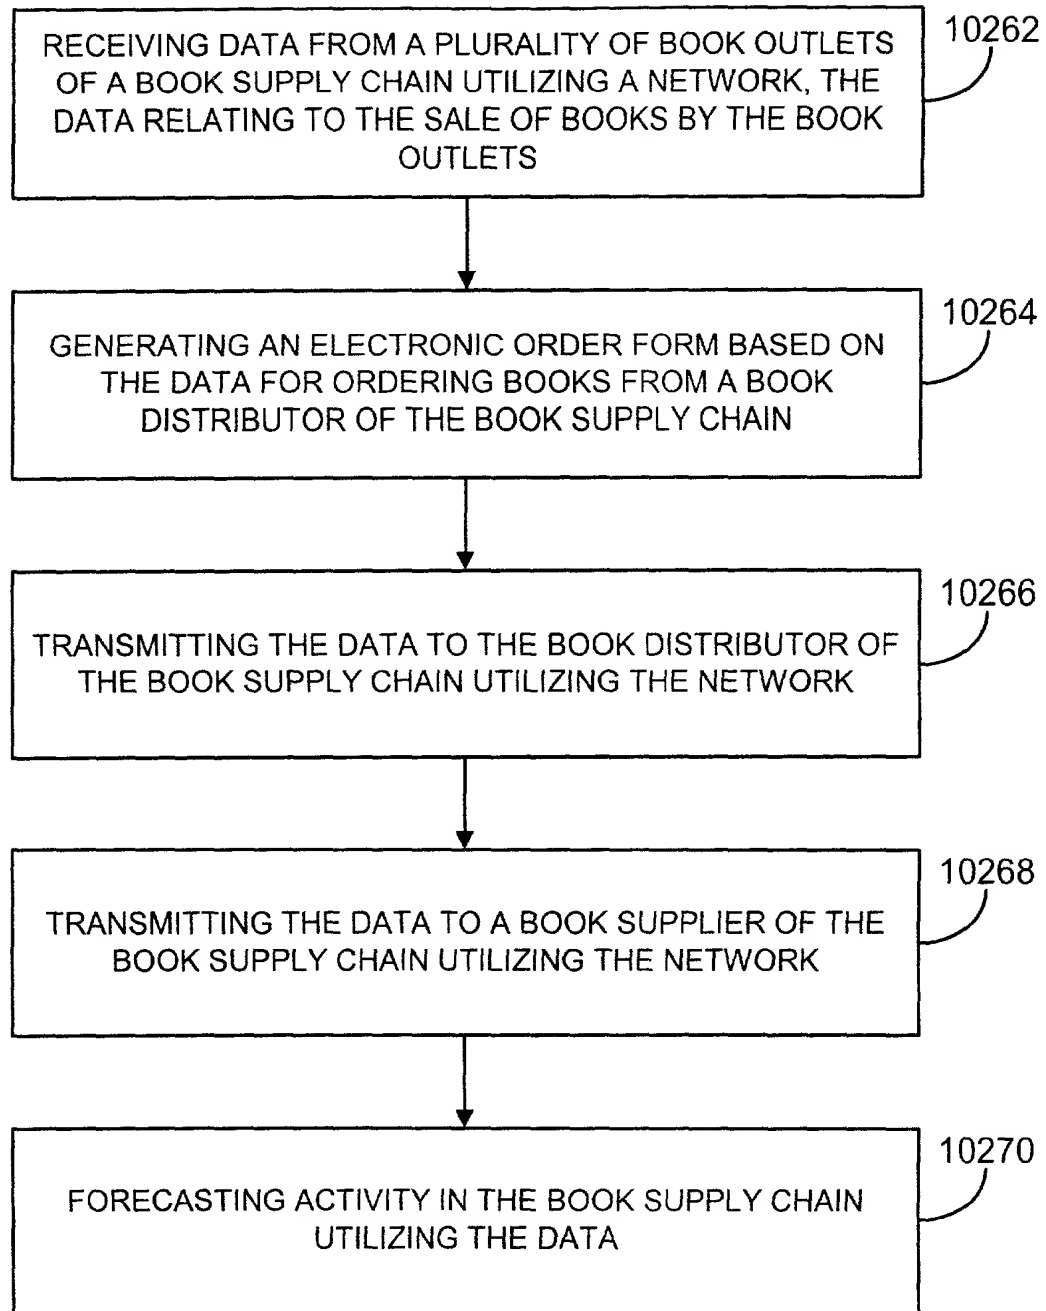 RECEIVING DATA FROM A PLURALITY OF BOOK OUTLETS
OF A BOOK SUPPLY CHAIN UTILIZING A NETWORK, THE
DATA RELATING TO THE SALE OF BOOKS BY THE BOOK
OUTLETS
10262
GENERATING AN ELECTRONIC ORDER FORM BASED ON
THE DATA FOR ORDERING BOOKS FROM A BOOK
DISTRIBUTOR OF THE BOOK SUPPLY CHAIN
10264
TRANSMITTING THE DATA TO THE BOOK DISTRIBUTOR OF
THE BOOK SUPPLY CHAIN UTILIZING THE NETWORK
10266
TRANSMITTING THE DATA TO A BOOK SUPPLIER OF THE
BOOK SUPPLY CHAIN UTILIZING THE NETWORK
10268
FORECASTING ACTIVITY IN THE BOOK SUPPLY CHAIN
UTILIZING THE DATA
10270